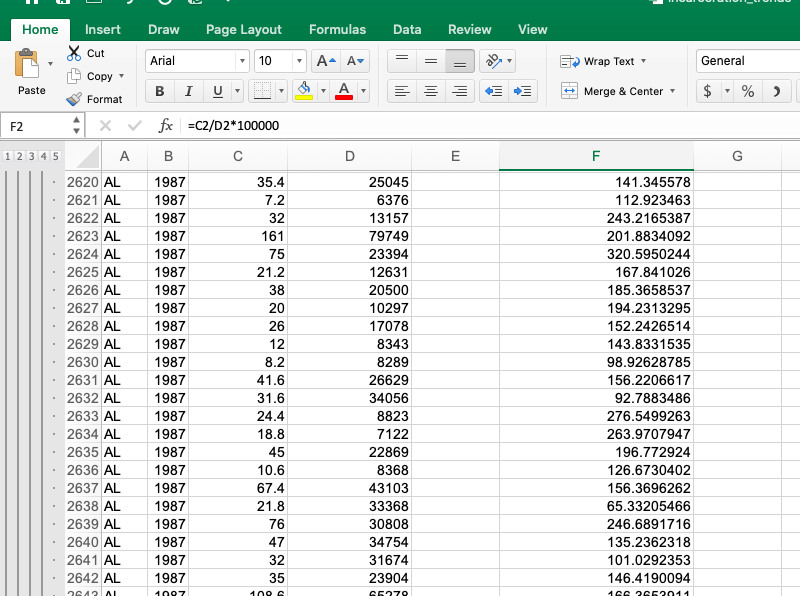 incarceration_trends
Home Insert Draw Page Layout Formulas Data Review View
Paste
Cut
Copy
Format
Arial 10 A A
B I U A
Wrap Text
Merge & Center
General
$ %
F2 fx =C2/D2*100000
1 2 3 4 5 A B C D E F G
2620 AL 1987 35.4 25045 141.345578
2621 AL 1987 7.2 6376 112.923463
2622 AL 1987 32 13157 243.2165387
2623 AL 1987 161 79749 201.8834092
2624 AL 1987 75 23394 320.5950244
2625 AL 1987 21.2 12631 167.841026
2626 AL 1987 38 20500 185.3658537
2627 AL 1987 20 10297 194.2313295
2628 AL 1987 26 17078 152.2426514
2629 AL 1987 12 8343 143.8331535
2630 AL 1987 8.2 8289 98.92628785
2631 AL 1987 41.6 26629 156.2206617
2632 AL 1987 31.6 34056 92.7883486
2633 AL 1987 24.4 8823 276.5499263
2634 AL 1987 18.8 7122 263.9707947
2635 AL 1987 45 22869 196.772924
2636 AL 1987 10.6 8368 126.6730402
2637 AL 1987 67.4 43103 156.3696262
2638 AL 1987 21.8 33368 65.33205466
2639 AL 1987 76 30808 246.6891716
2640 AL 1987 47 34754 135.2362318
2641 AL 1987 32 31674 101.0292353
2642 AL 1987 35 23904 146.4190094
2643 AL 1987 108.6 65278 166.3653911